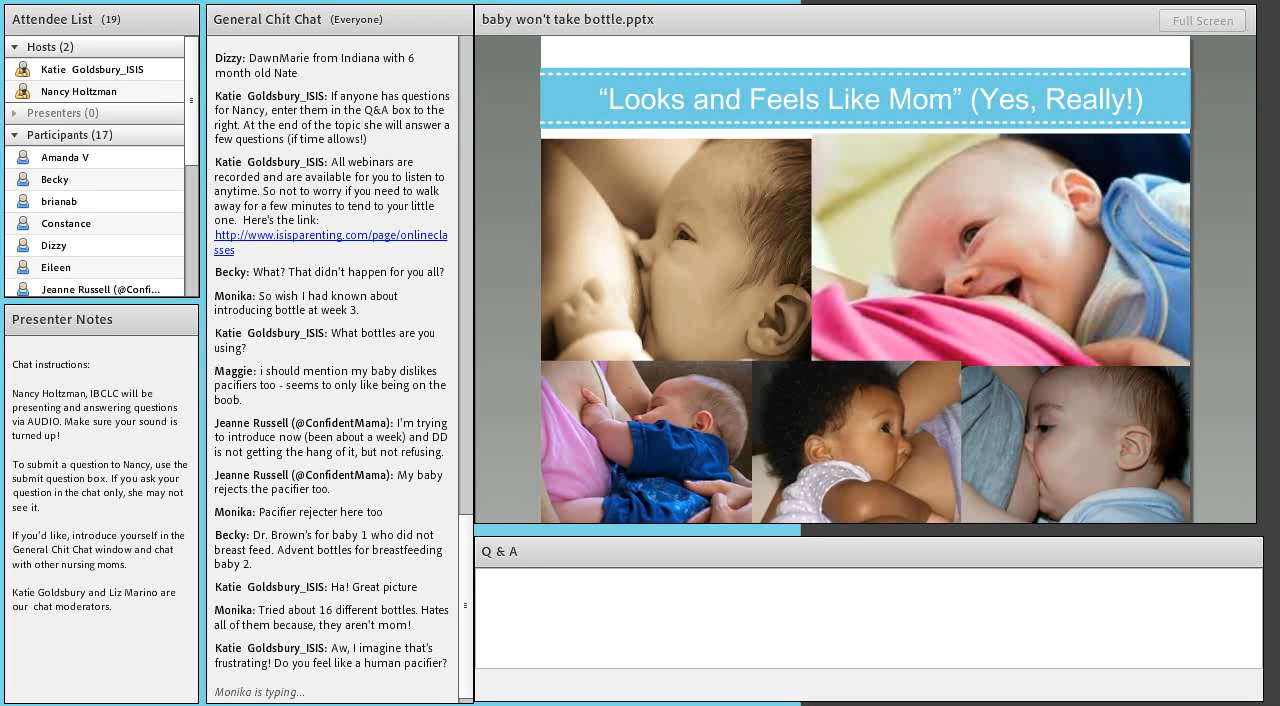 Attendee List (19)
Hosts (2)
Katie Goldsbury_ISIS
Nancy Holtzman
Presenters (0)
Participants (17)
Amanda V
Becky
brianab
Constance
Dizzy
Eileen
Jeanne Russell (@Confi...
Presenter Notes
Chat instructions:
Nancy Holtzman, IBCLC will be
presenting and answering questions
via AUDIO. Make sure your sound is
turned up!
To submit a question to Nancy, use the
submit question box. If you ask your
question in the chat only, she may not
see it.
If you'd like, introduce yourself in the
General Chit Chat window and chat
with other nursing moms.
Katie Goldsbury and Liz Marino are
our chat moderators.
General Chit Chat (Everyone)
Dizzy: DawnMarie from Indiana with 6
month old Nate
Katie Goldsbury_ISIS: If anyone has questions
for Nancy, enter them in the Q&A box to the
right. At the end of the topic she will answer a
few questions (if time allows!)
Katie Goldsbury_ISIS: All webinars are
recorded and are available for you to listen to
anytime. So not to worry if you need to walk
away for a few minutes to tend to your little
one. Here's the link:
http://www.isisparenting.com/page/onlinecla
sses
Becky: What? That didn't happen for you all?
Monika: So wish I had known about
introducing bottle at week 3.
Katie Goldsbury_ISIS: What bottles are you
using?
Maggie: i should mention my baby dislikes
pacifiers too - seems to only like being on the
boob.
Jeanne Russell (@ConfidentMama): I'm trying
to introduce now (been about a week) and DD
is not getting the hang of it, but not refusing.
Jeanne Russell (@ConfidentMama): My baby
rejects the pacifier too.
Monika: Pacifier rejecter here too
Becky: Dr. Brown's for baby 1 who did not
breast feed. Advent bottles for breastfeeding
baby 2.
Katie Goldsbury_ISIS: Ha! Great picture
Monika: Tried about 16 different bottles. Hates
all of them because, they aren't mom!
Katie Goldsbury_ISIS: Aw, I imagine that's
frustrating! Do you feel like a human pacifier?
Monika is typing...
baby won't take bottle.pptx
Full Screen
“Looks and Feels Like Mom” (Yes, Really!)
Q & A